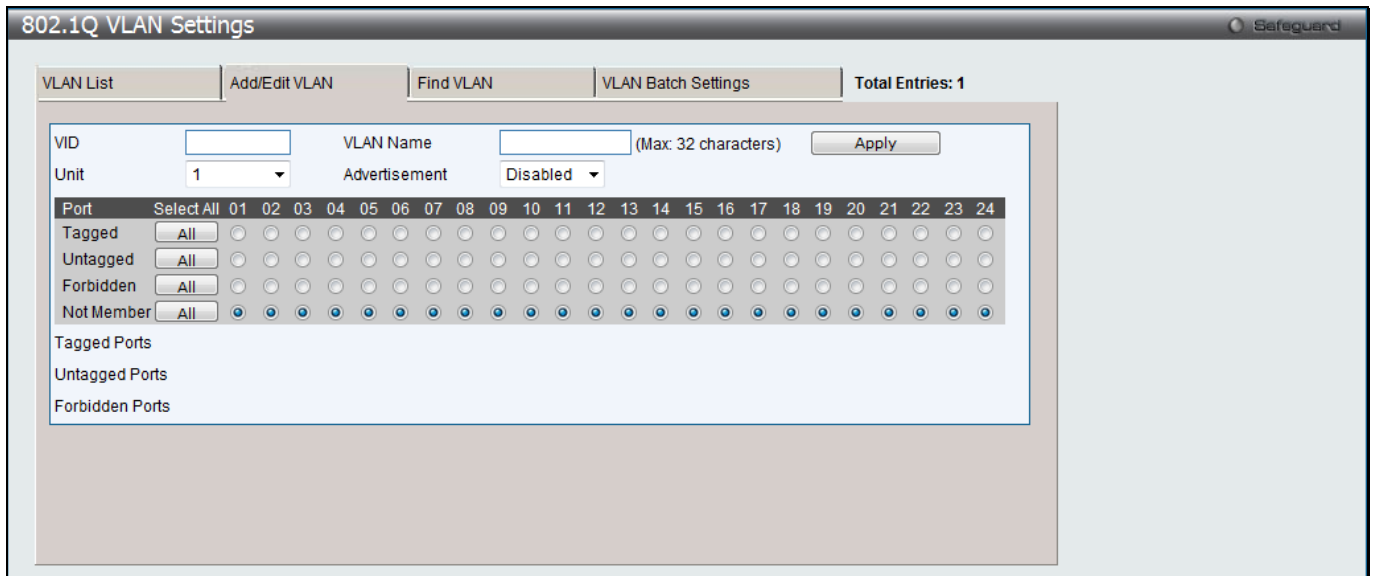 802.1Q VLAN Settings
Safeguard
VLAN List Add/Edit VLAN Find VLAN VLAN Batch Settings Total Entries: 1
VID VLAN Name (Max: 32 characters) Apply
Unit 1 Advertisement Disabled
Port Select All 01 02 03 04 05 06 07 08 09 10 11 12 13 14 15 16 17 18 19 20 21 22 23 24
Tagged All
Untagged All
Forbidden All
Not Member All
Tagged Ports
Untagged Ports
Forbidden Ports